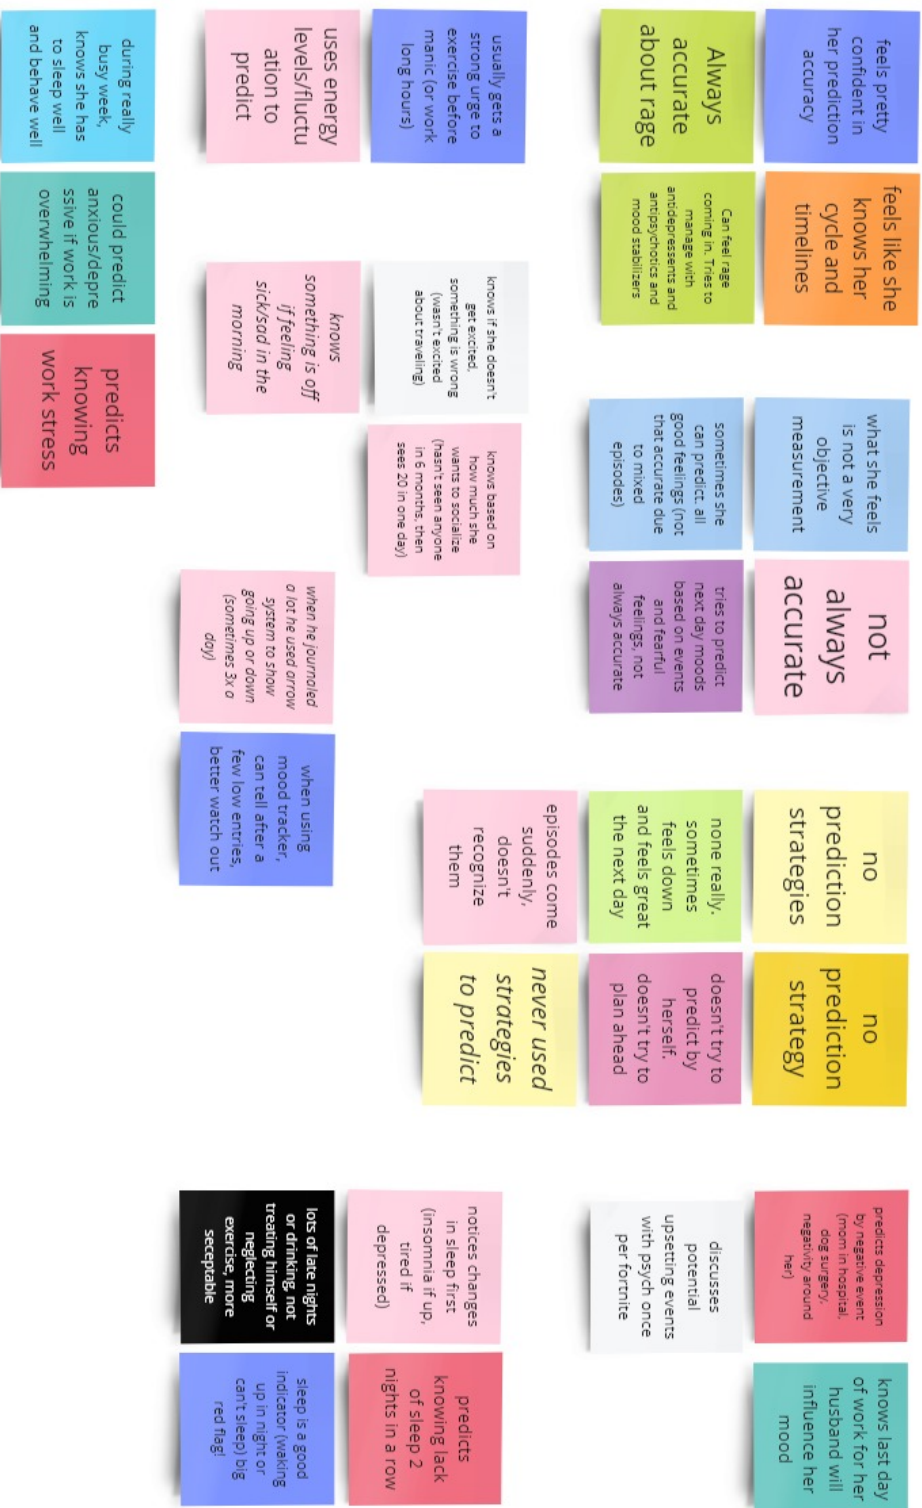 feels pretty
confident in
her prediction
accuracy
feels like she
knows her
cycle and
timelines
Always
accurate
about rage
Can feel rage
coming in. Tries to
manage with
antidepressents and
antipsychotics and
mood stabilizers
what she feels
is not a very
objective
measurement
not
always
accurate
sometimes she
can predict. all
good feelings (not
that accurate due
to mixed
episodes)
tries to predict
next day moods
based on events
and fearful
feelings, not
always accurate
no
prediction
strategies
no
prediction
strategy
none really.
sometimes
feels down
and feels great
the next day
doesn't try to
predict by
herself.
doesn't try to
plan ahead
episodes come
suddenly.
doesn't
recognize
them
never used
strategies
to predict
predicts depression
by negative event
(mom in hospital,
dog surgery,
negativity around
her)
knows last day
of work for her
husband will
influence her
mood
discusses
potential
upsetting events
with psych once
per fortnite
usually gets a
strong urge to
exercise before
manic (or work
long hours)
uses energy
levels/fluctu
ation to
predict
knows if she doesn't
get excited,
something is wrong
(wasn't excited
about traveling)
knows based on
how much she
wants to socialize
(hasn't seen anyone
in 6 months, then
sees 20 in one day)
knows
something is off
if feeling
sick/sad in the
morning
when he journaled
a lot he used arrow
system to show
going up or down
(sometimes 3x a
day)
when using
mood tracker,
can tell after a
few low entries,
better watch out
notices changes
in sleep first
(insomnia if up,
tired if
depressed)
predicts
knowing lack
of sleep 2
nights in a row
lots of late nights
or drinking, not
treating himself or
neglecting
exercise, more
seceptable
sleep is a good
indicator (waking
up in night or
can't sleep) big
red flag!
during really
busy week,
knows she has
to sleep well
and behave well
could predict
anxious/depre
ssive if work is
overwhelming
predicts
knowing
work stress